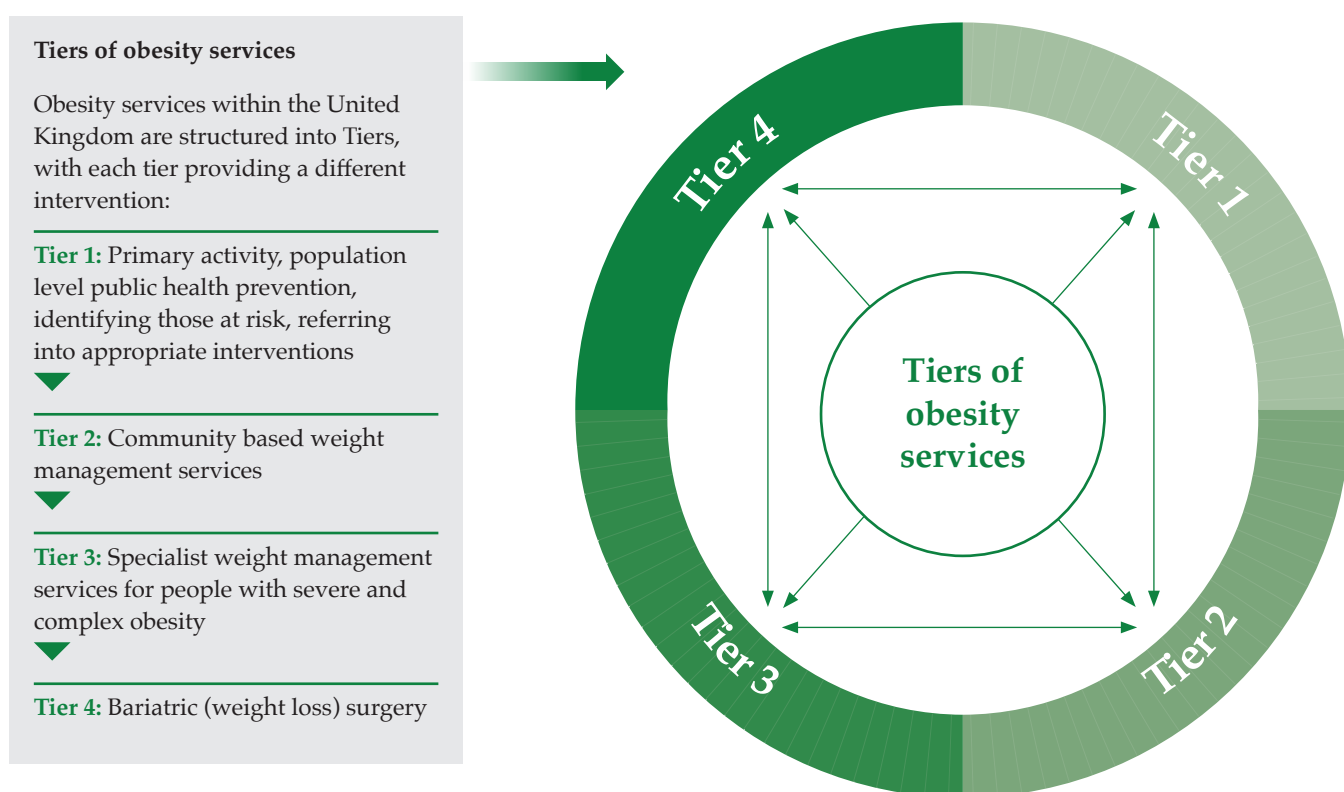 Tiers of obesity services
Obesity services within the United
Kingdom are structured into Tiers,
with each tier providing a different
intervention:
Tier 1: Primary activity, population
level public health prevention,
identifying those at risk, referring
into appropriate interventions
Tier 2: Community based weight
management services
Tier 3: Specialist weight management
services for people with severe and
complex obesity
Tier 4: Bariatric (weight loss) surgery
Tier 4
Tier 1
Tiers of
obesity
services
Tier 3
Tier 2